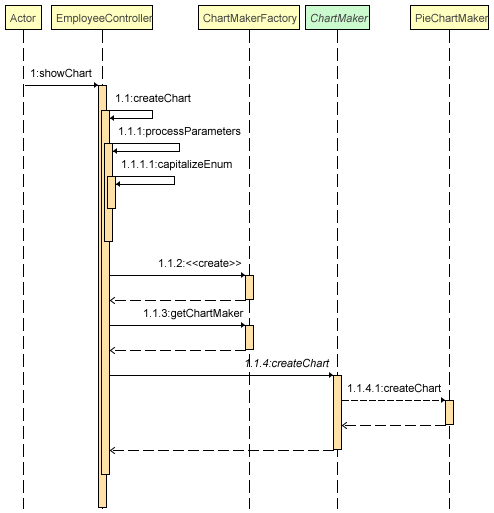 Actor
EmployeeController
ChartMakerFactory
ChartMaker
PieChartMaker
1:showChart
1.1:createChart
1.1.1:processParameters
1.1.1.1:capitalizeEnum
1.1.2:<<create>>
1.1.3:getChartMaker
1.1.4:createChart
1.1.4.1:createChart